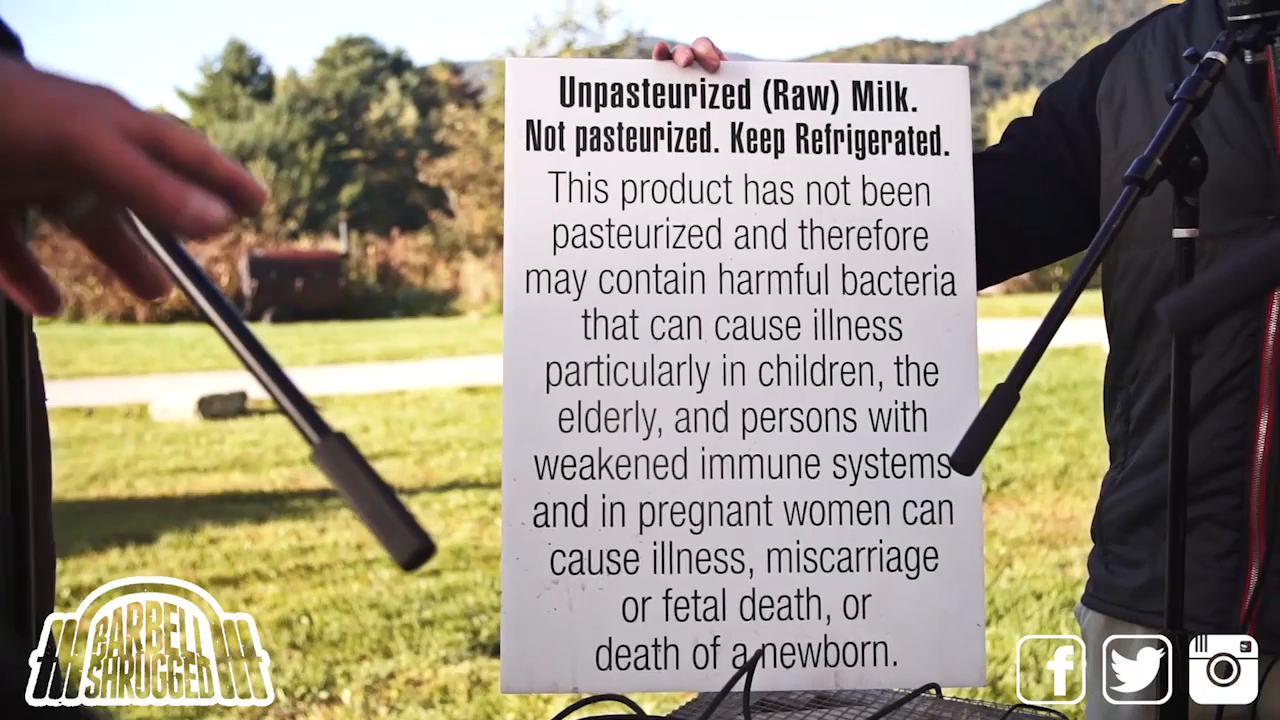 Unpasteurized (Raw) Milk.
Not pasteurized. Keep Refrigerated.
This product has not been
pasteurized and therefore
may contain harmful bacteria
that can cause illness
particularly in children, the
elderly, and persons with
weakened immune systems
and in pregnant women can
cause illness, miscarriage
or fetal death, or
death of a newborn.
BARBELL
SHRUGGED